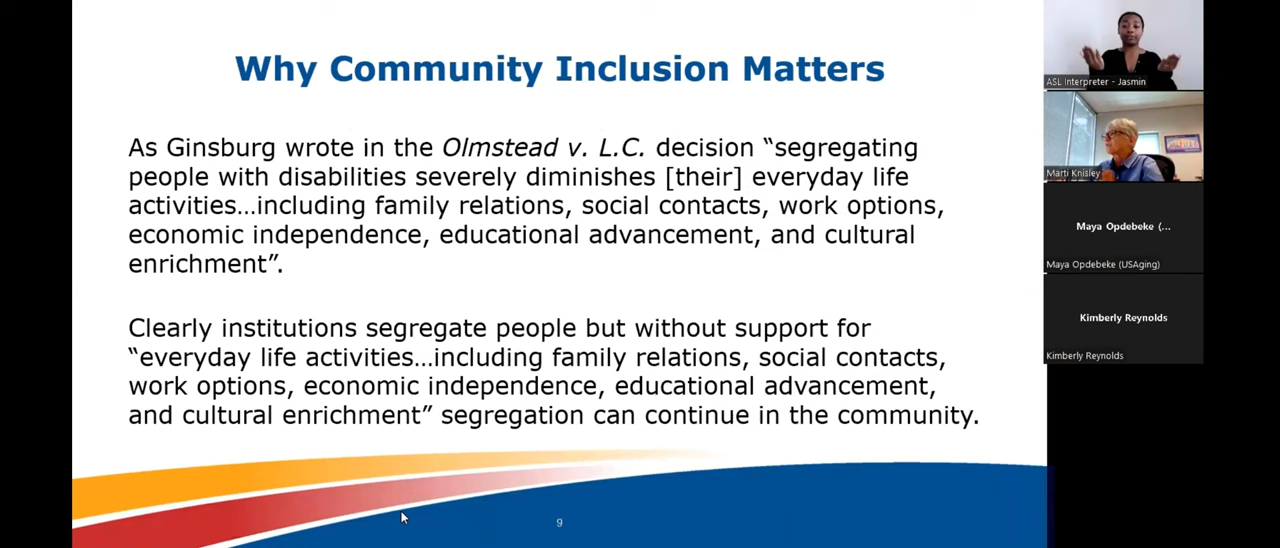 Why Community Inclusion Matters
As Ginsburg wrote in the Olmstead v. L.C. decision “segregating
people with disabilities severely diminishes [their] everyday life
activities…including family relations, social contacts, work options,
economic independence, educational advancement, and cultural
enrichment”.
Clearly institutions segregate people but without support for
“everyday life activities…including family relations, social contacts,
work options, economic independence, educational advancement,
and cultural enrichment” segregation can continue in the community.
9
ASL Interpreter - Jasmin
Marti Knisley
Maya Opdebeke (...
Maya Opdebeke (USAging)
Kimberly Reynolds
Kimberly Reynolds